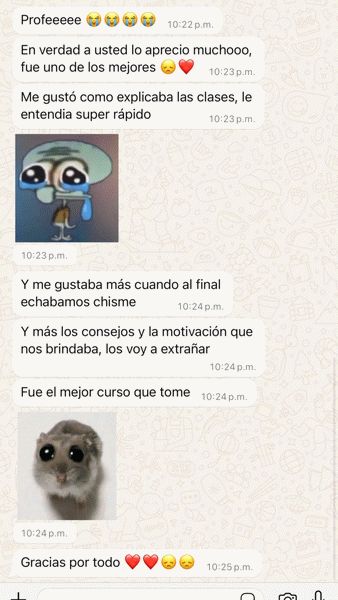 Profeeeee 😭😭😭😭
10:22 p.m.
En verdad a usted lo aprecio muchooo,
fue uno de los mejores 😞❤️
10:23 p.m.
Me gustó como explicaba las clases, le
entendia super rápido
10:23 p.m.
10:23 p.m.
Y me gustaba más cuando al final
echabamos chisme
10:24 p.m.
Y más los consejos y la motivación que
nos brindaba, los voy a extrañar
10:24 p.m.
Fue el mejor curso que tome
10:24 p.m.
10:24 p.m.
Gracias por todo ❤️❤️😞😞
10:25 p.m.